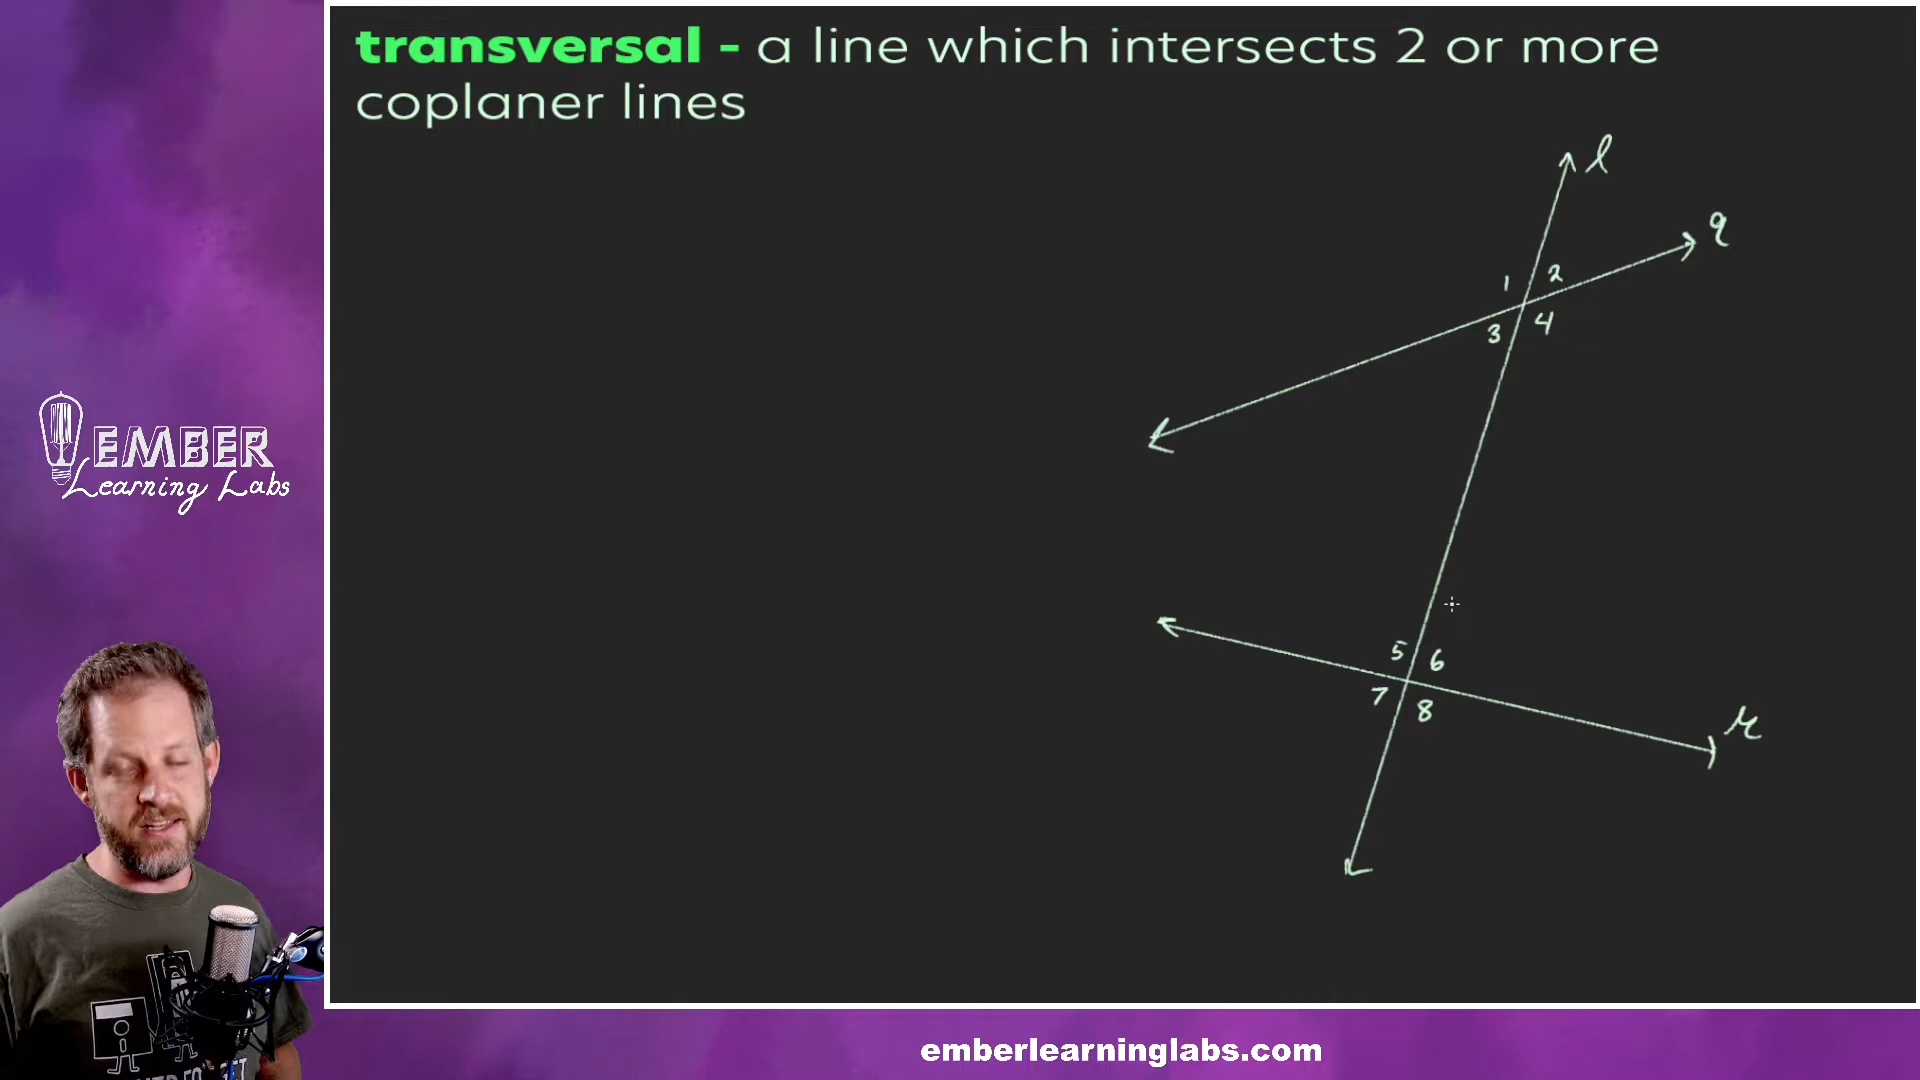 transversal - a line which intersects 2 or more
coplaner lines
l
q
1 2
3 4
5 6
7 8
r
EMBER
Learning Labs
emberlearninglabs.com